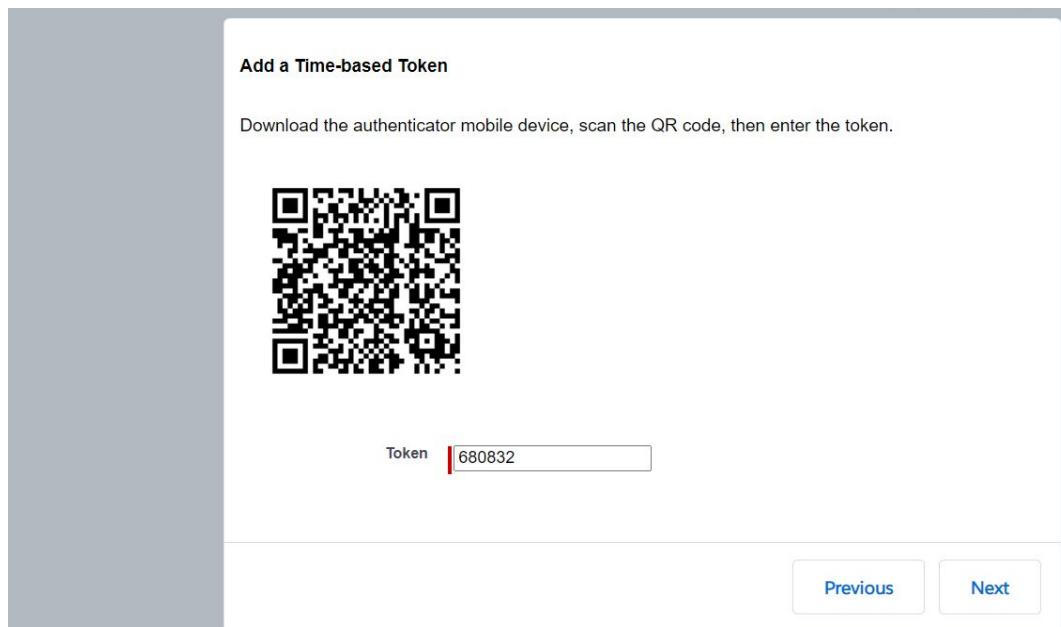 Add a Time-based Token
Download the authenticator mobile device, scan the QR code, then enter the token.
Token
680832
Previous
Next